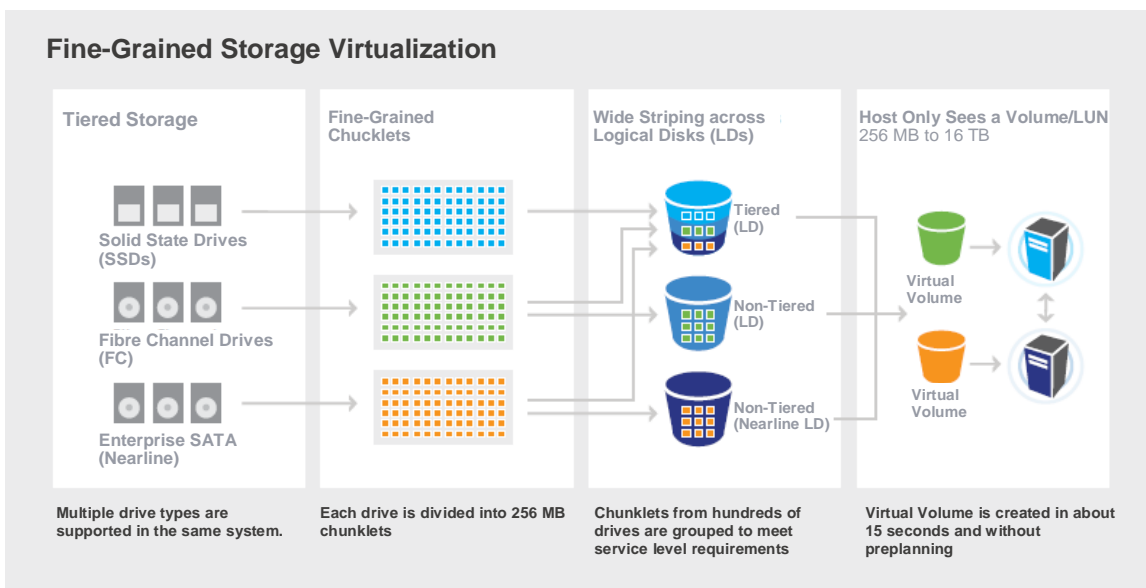 Fine-Grained Storage Virtualization
Tiered Storage
Solid State Drives
(SSDs)
Fibre Channel Drives
(FC)
Enterprise SATA
(Nearline)
Multiple drive types are
supported in the same system.
Fine-Grained
Chucklets
Each drive is divided into 256 MB
chunklets
Wide Striping across
Logical Disks (LDs)
Tiered
(LD)
Non-Tiered
(LD)
Non-Tiered
(Nearline LD)
Chunklets from hundreds of
drives are grouped to meet
service level requirements
Host Only Sees a Volume/LUN
256 MB to 16 TB
Virtual
Volume
Virtual
Volume
Virtual Volume is created in about
15 seconds and without
preplanning